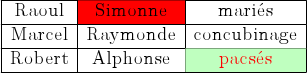 Raoul Simonne mariés
Marcel Raymonde concubinage
Robert Alphonse pacsés